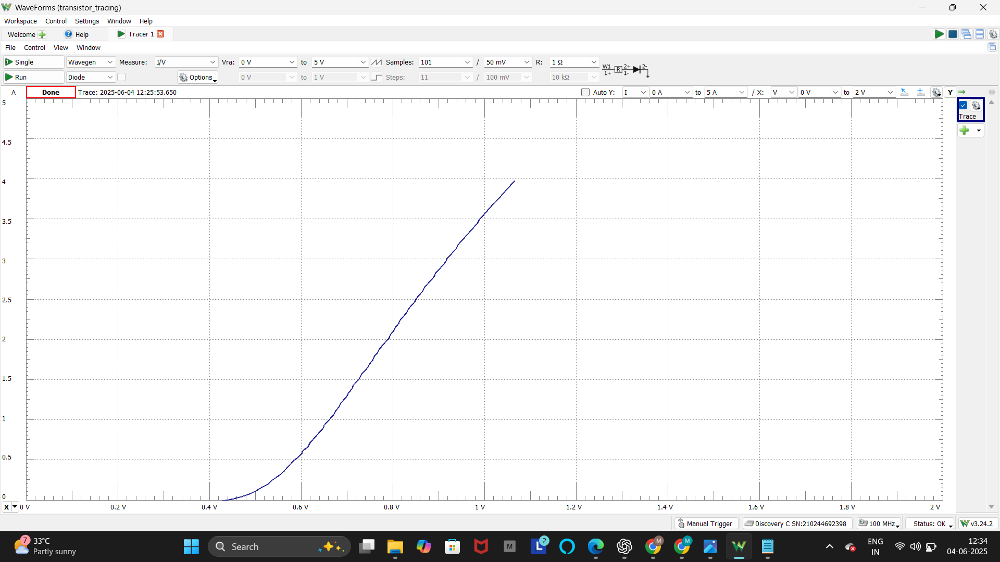 WaveForms (transistor_tracing)
Workspace Control Settings Window Help
Welcome Help Tracer 1
File Control View Window
Single Wavegen Measure: I/V Vra: 0 V to 5 V Samples: 101 / 50 mV R: 1 Ω
W1 R 2+ 2-
1+ 1-
Run Diode Options 0 V to 1 V Steps: 11 / 100 mV 10 kΩ
A Done Trace: 2025-06-04 12:25:53.650 Auto Y: I 0 A to 5 A / X: V 0 V to 2 V Y
Trace
5
4.5
4
3.5
3
2.5
2
1.5
1
0.5
0
X 0 V 0.2 V 0.4 V 0.6 V 0.8 V 1 V 1.2 V 1.4 V 1.6 V 1.8 V 2 V
Manual Trigger Discovery C SN:210244692398 100 MHz Status: OK v3.24.2
7 33°C
Partly sunny
Search
M
L 2
M
M
ENG
IN
12:34
04-06-2025